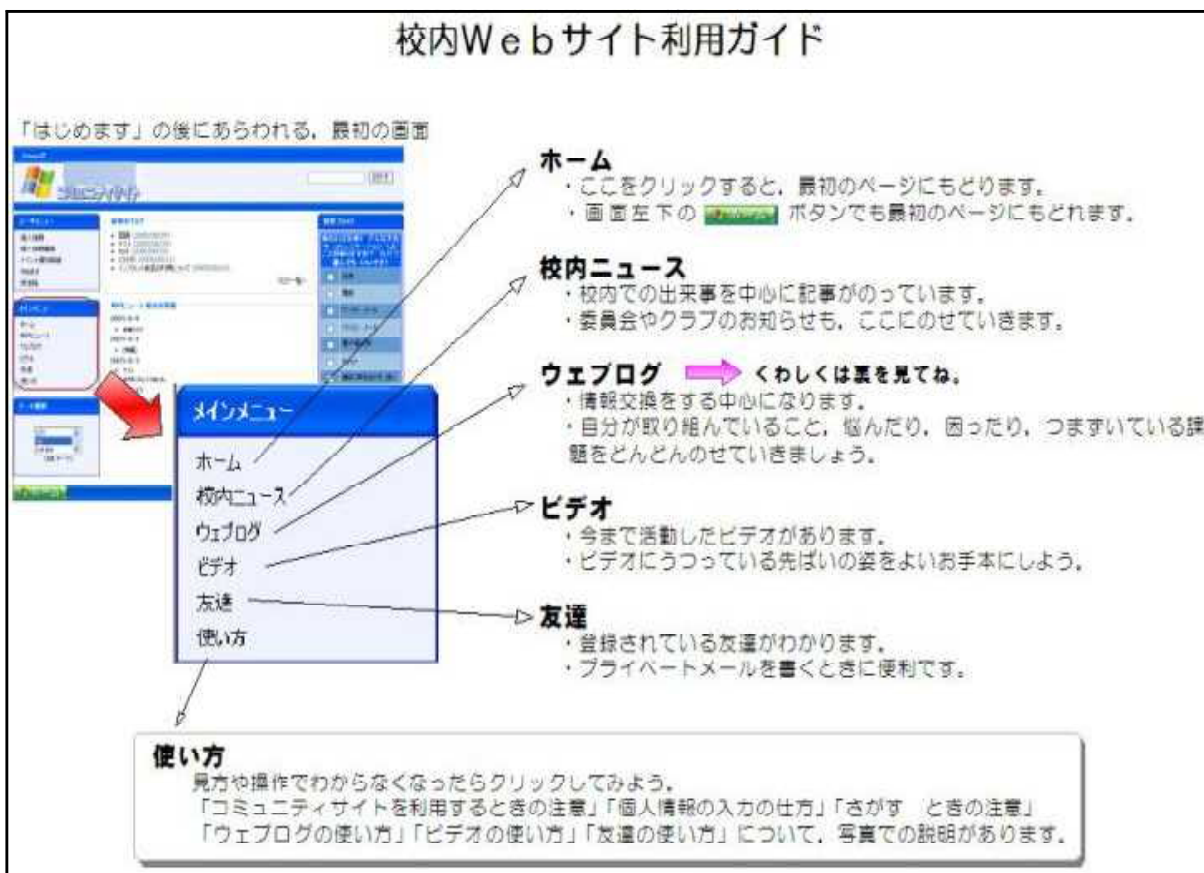 校内Ｗｅｂサイト利用ガイド
「はじめます」の後にあらわれる，最初の画面
ホーム
・ここをクリックすると，最初のページにもどります。
・画面左下の ボタンでも最初のページにもどれます。
校内ニュース
・校内での出来事を中心に記事がのっています。
・委員会やクラブのお知らせも，ここにのせていきます。
ウェブログ くわしくは裏を見てね。
・情報交換をする中心になります。
・自分が取り組んでいること，悩んだり，困ったり，つまずいている課
題をどんどんのせていきましょう。
ビデオ
・今まで活動したビデオがあります。
・ビデオにうつっている先ぱいの姿をよいお手本にしよう。
友達
・登録されている友達がわかります。
・プライベートメールを書くときに便利です。
メインメニュー
ホーム
校内ニュース
ウェブログ
ビデオ
友達
使い方
使い方
見方や操作でわからなくなったらクリックしてみよう。
「コミュニティサイトを利用するときの注意」「個人情報の入力の仕方」「さがす　ときの注意」
「ウェブログの使い方」「ビデオの使い方」「友達の使い方」について，写真での説明があります。